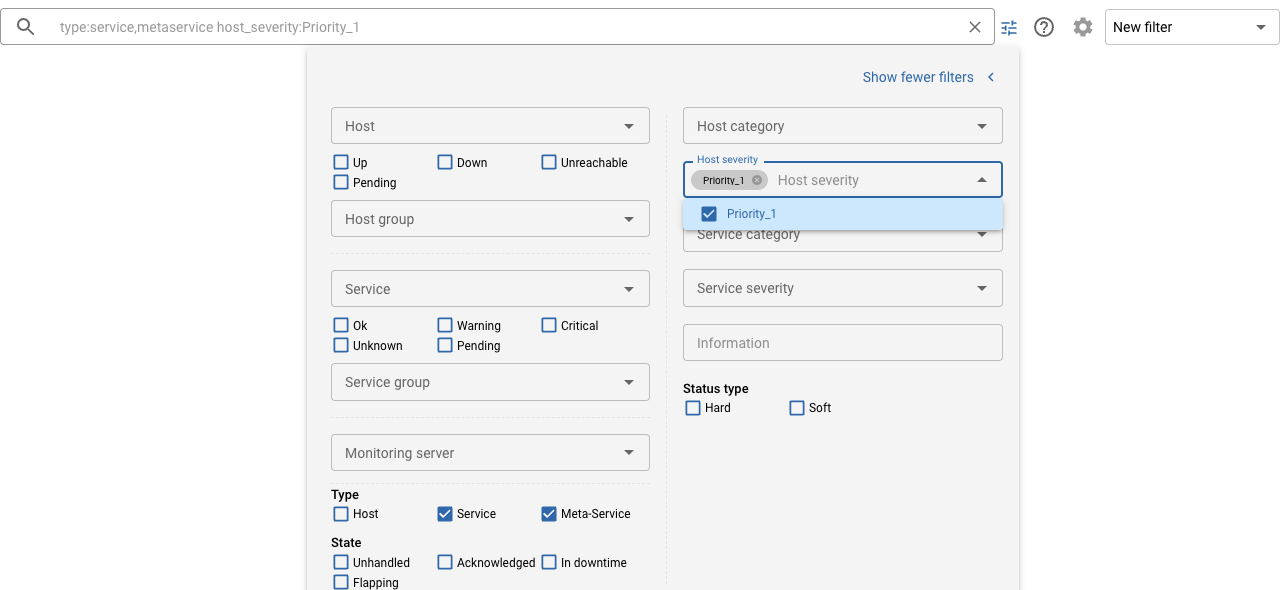 type:service,metaservice host_severity:Priority_1
New filter
Show fewer filters
Host
Up Down Unreachable
Pending
Host group
Service
Ok Warning Critical
Unknown Pending
Service group
Monitoring server
Type
Host Service Meta-Service
State
Unhandled Acknowledged In downtime
Flapping
Host category
Host severity
Priority_1 Host severity
Priority_1
Service category
Service severity
Information
Status type
Hard Soft